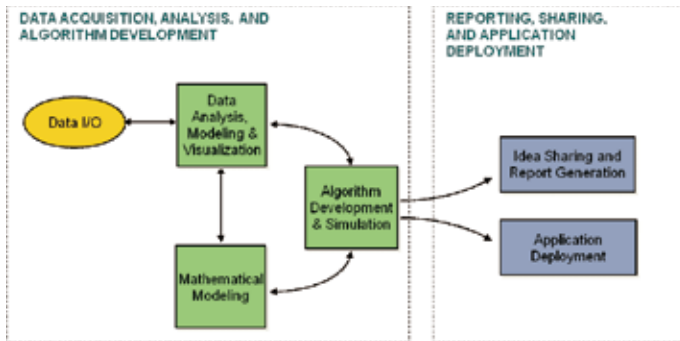 DATA ACQUISITION, ANALYSIS, AND
ALGORITHM DEVELOPMENT
REPORTING, SHARING,
AND APPLICATION
DEPLOYMENT
Data I/O
Data
Analysis,
Modeling &
Visualization
Algorithm
Development
& Simulation
Mathematical
Modeling
Idea Sharing and
Report Generation
Application
Deployment